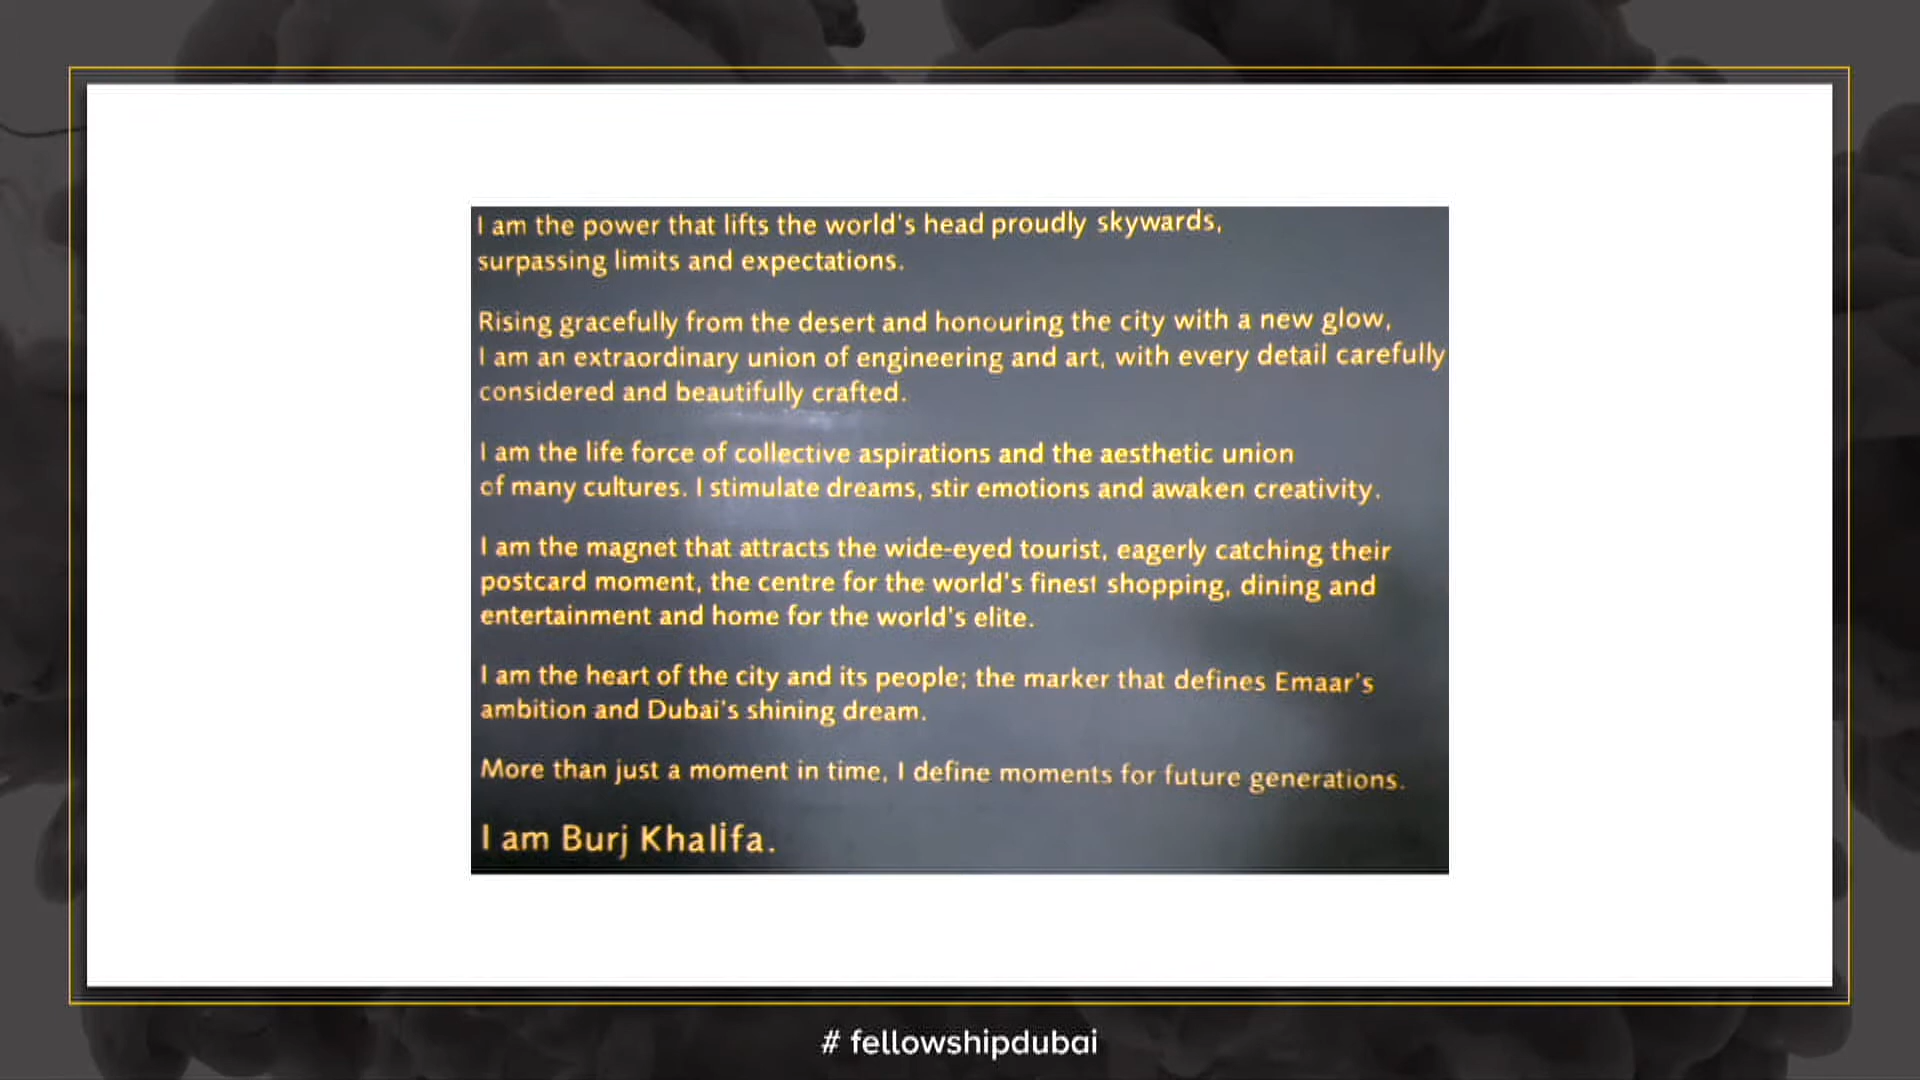 I am the power that lifts the world's head proudly skywards,
surpassing limits and expectations.
Rising gracefully from the desert and honouring the city with a new glow,
I am an extraordinary union of engineering and art, with every detail carefully
considered and beautifully crafted.
I am the life force of collective aspirations and the aesthetic union
of many cultures. I stimulate dreams, stir emotions and awaken creativity.
I am the magnet that attracts the wide-eyed tourist, eagerly catching their
postcard moment, the centre for the world's finest shopping, dining and
entertainment and home for the world's elite.
I am the heart of the city and its people; the marker that defines Emaar's
ambition and Dubai's shining dream.
More than just a moment in time, I define moments for future generations.
I am Burj Khalifa.
# fellowshipdubai